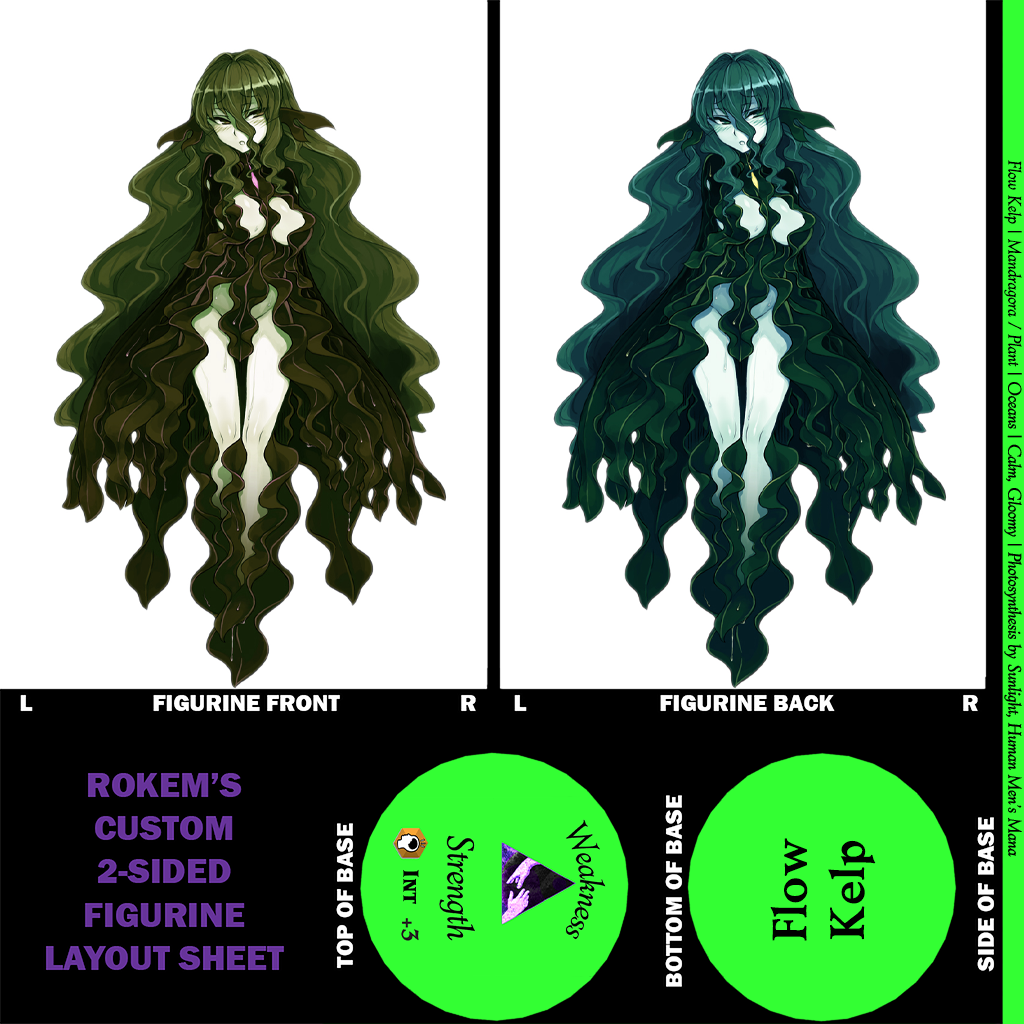 L
FIGURINE FRONT
R
L
FIGURINE BACK
R
ROKEM'S
CUSTOM
2-SIDED
FIGURINE
LAYOUT SHEET
TOP OF BASE
Weakness
Strength
INT +3
BOTTOM OF BASE
Flow
Kelp
SIDE OF BASE
Flow Kelp | Mandragora / Plant | Oceans | Calm, Gloomy | Photosynthesis by Sunlight, Human Men's Mana